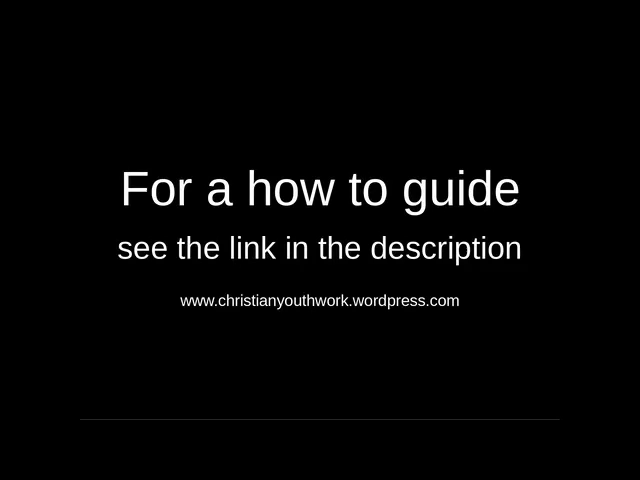 For a how to guide
see the link in the description
www.christianyouthwork.wordpress.com